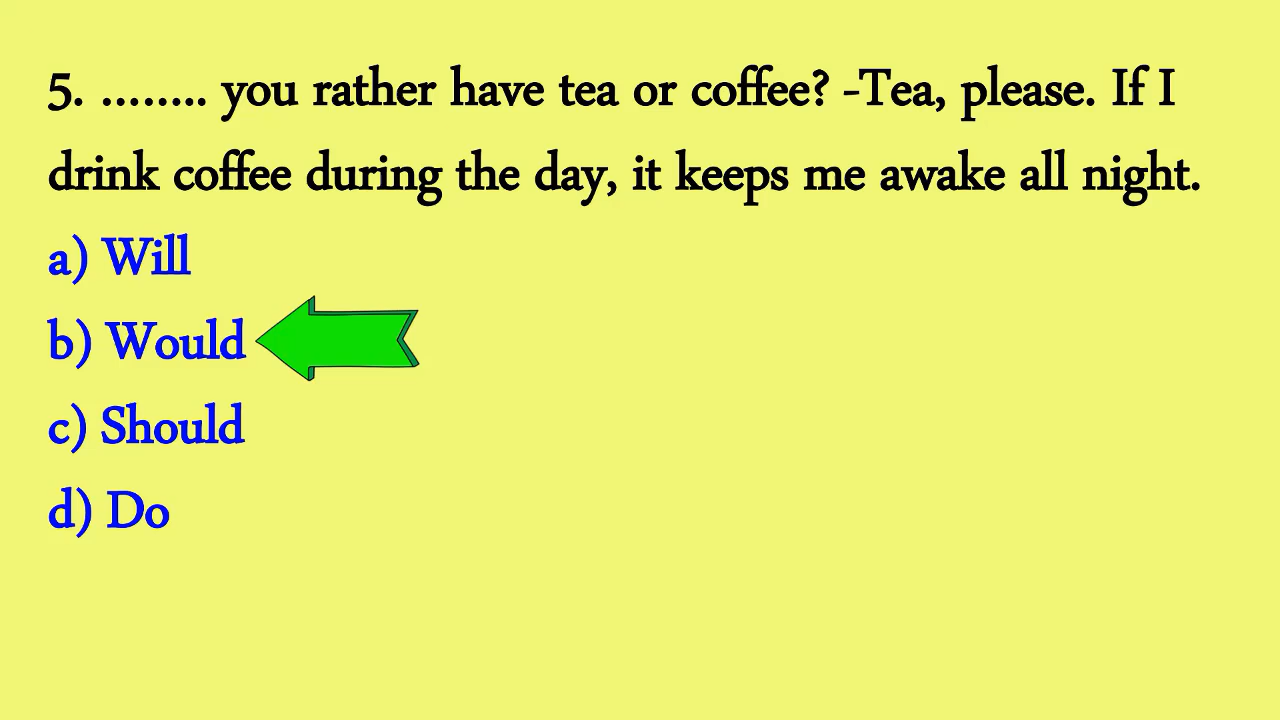 5. ........ you rather have tea or coffee? -Tea, please. If I
drink coffee during the day, it keeps me awake all night.
a) Will
b) Would
c) Should
d) Do